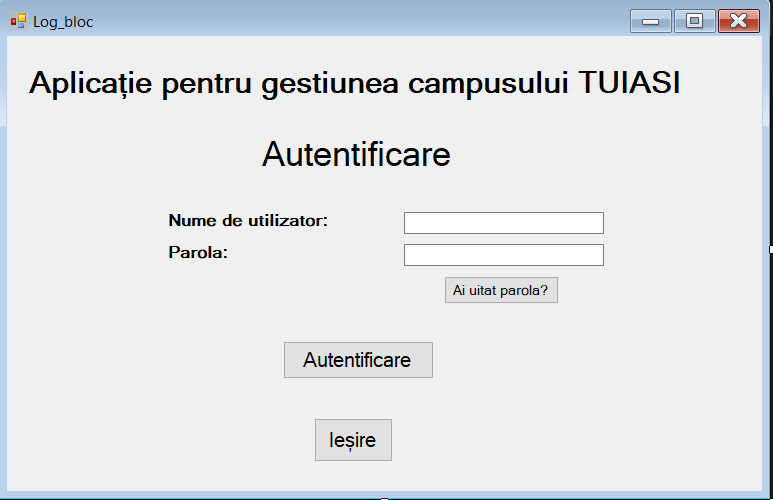 Log_bloc
Aplicație pentru gestiunea campusului TUIASI
Autentificare
Nume de utilizator:
Parola:
Ai uitat parola?
Autentificare
Ieșire